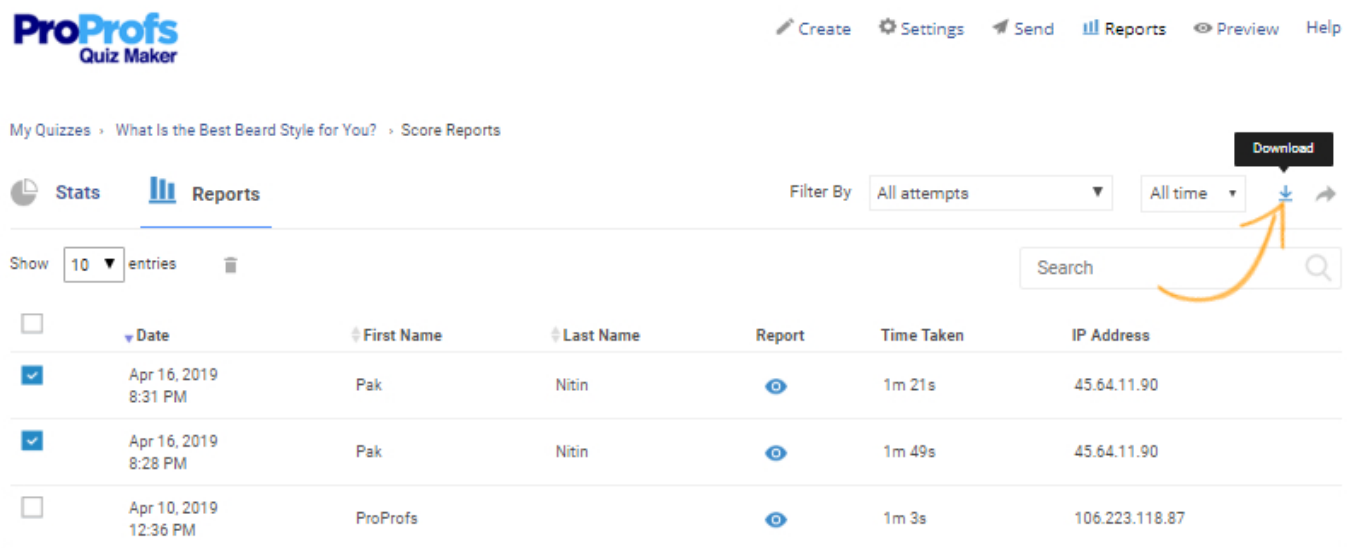 ProProfs
Quiz Maker
Create Settings Send Reports Preview Help
My Quizzes › What Is the Best Beard Style for You? › Score Reports
Download
Stats Reports Filter By All attempts All time
Show 10 entries Search
Date First Name Last Name Report Time Taken IP Address
Apr 16, 2019
8:31 PM
Pak Nitin 1m 21s 45.64.11.90
Apr 16, 2019
8:28 PM
Pak Nitin 1m 49s 45.64.11.90
Apr 10, 2019
12:36 PM
ProProfs 1m 3s 106.223.118.87